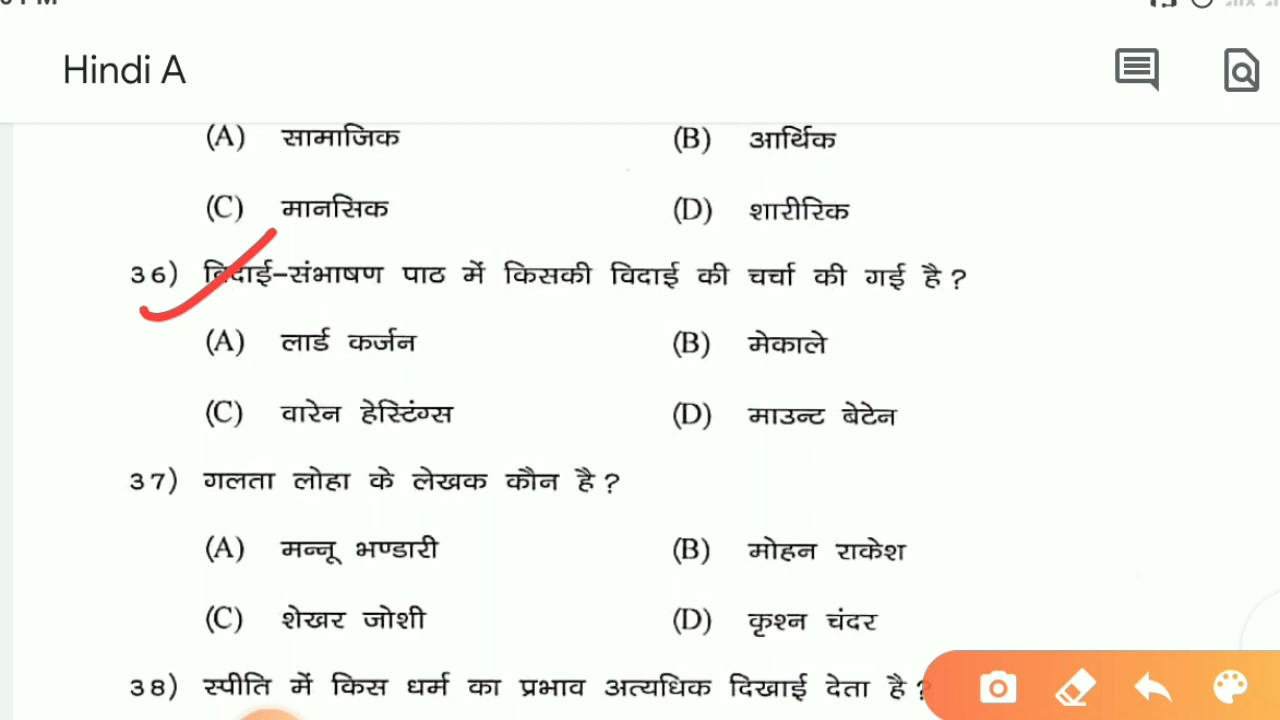 Hindi A
(A) सामाजिक (B) आर्थिक
(C) मानसिक (D) शारीरिक
36) विदाई-संभाषण पाठ में किसकी विदाई की चर्चा की गई है ?
(A) लार्ड कर्जन (B) मेकाले
(C) वारेन हेस्टिंग्स (D) माउन्ट बेटेन
37) गलता लोहा के लेखक कौन है ?
(A) मन्नू भण्डारी (B) मोहन राकेश
(C) शेखर जोशी (D) कृश्न चंदर
38) स्पीति में किस धर्म का प्रभाव अत्यधिक दिखाई देता है ?